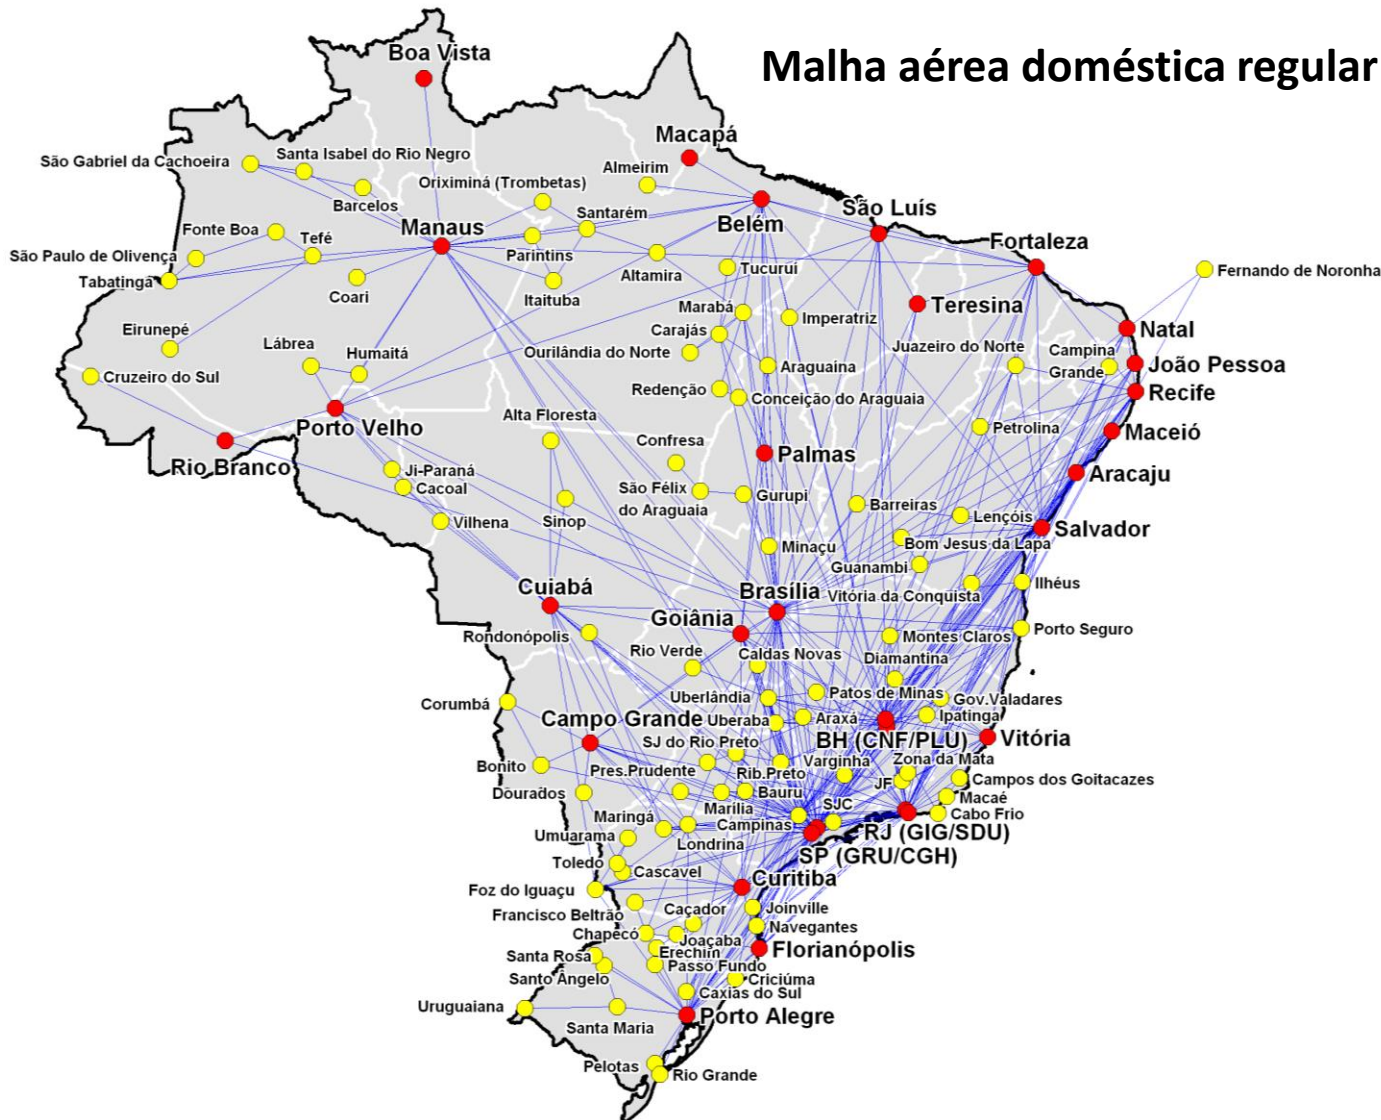 Malha aérea doméstica regular
Boa Vista
Macapá
São Gabriel da Cachoeira
Santa Isabel do Rio Negro
Almeirim
Oriximiná (Trombetas)
Barcelos
Santarém
São Luís
Fonte Boa
Manaus
Belém
Tefé
Fortaleza
São Paulo de Olivença
Parintins
Tabatinga
Altamira
Tucuruí
Fernando de Noronha
Coari
Itaituba
Marabá
Teresina
Imperatriz
Eirunepé
Carajás
Natal
Lábrea
Humaitá
Ourilândia do Norte
Juazeiro do Norte
Campina
Grande
João Pessoa
Araguaína
Cruzeiro do Sul
Redenção
Conceição do Araguaia
Recife
Alta Floresta
Porto Velho
Petrolina
Maceió
Confresa
Palmas
Rio Branco
Ji-Paraná
Aracaju
Cacoal
São Félix
do Araguaia
Gurupi
Barreiras
Vilhena
Sinop
Lençóis
Salvador
Minaçu
Bom Jesus da Lapa
Guanambi
Cuiabá
Brasília
Vitória da Conquista
Ilhéus
Goiânia
Rondonópolis
Porto Seguro
Montes Claros
Rio Verde
Caldas Novas
Diamantina
Uberlândia
Patos de Minas
Gov.Valadares
Corumbá
Campo Grande
Uberaba
Araxá
Ipatinga
SJ do Rio Preto
BH (CNF/PLU)
Vitória
Bonito
Pres.Prudente
Rib.Preto
Varginha
Zona da Mata
JF
Campos dos Goitacazes
Dourados
Bauru
Macaé
Marília
SJC
Maringá
Campinas
Cabo Frio
Umuarama
Londrina
RJ (GIG/SDU)
SP (GRU/CGH)
Toledo
Cascavel
Curitiba
Foz do Iguaçu
Francisco Beltrão
Caçador
Joinville
Chapecó
Navegantes
Joaçaba
Santa Rosa
Erechim
Florianópolis
Passo Fundo
Santo Ângelo
Criciúma
Caxias do Sul
Uruguaiana
Porto Alegre
Santa Maria
Pelotas
Rio Grande